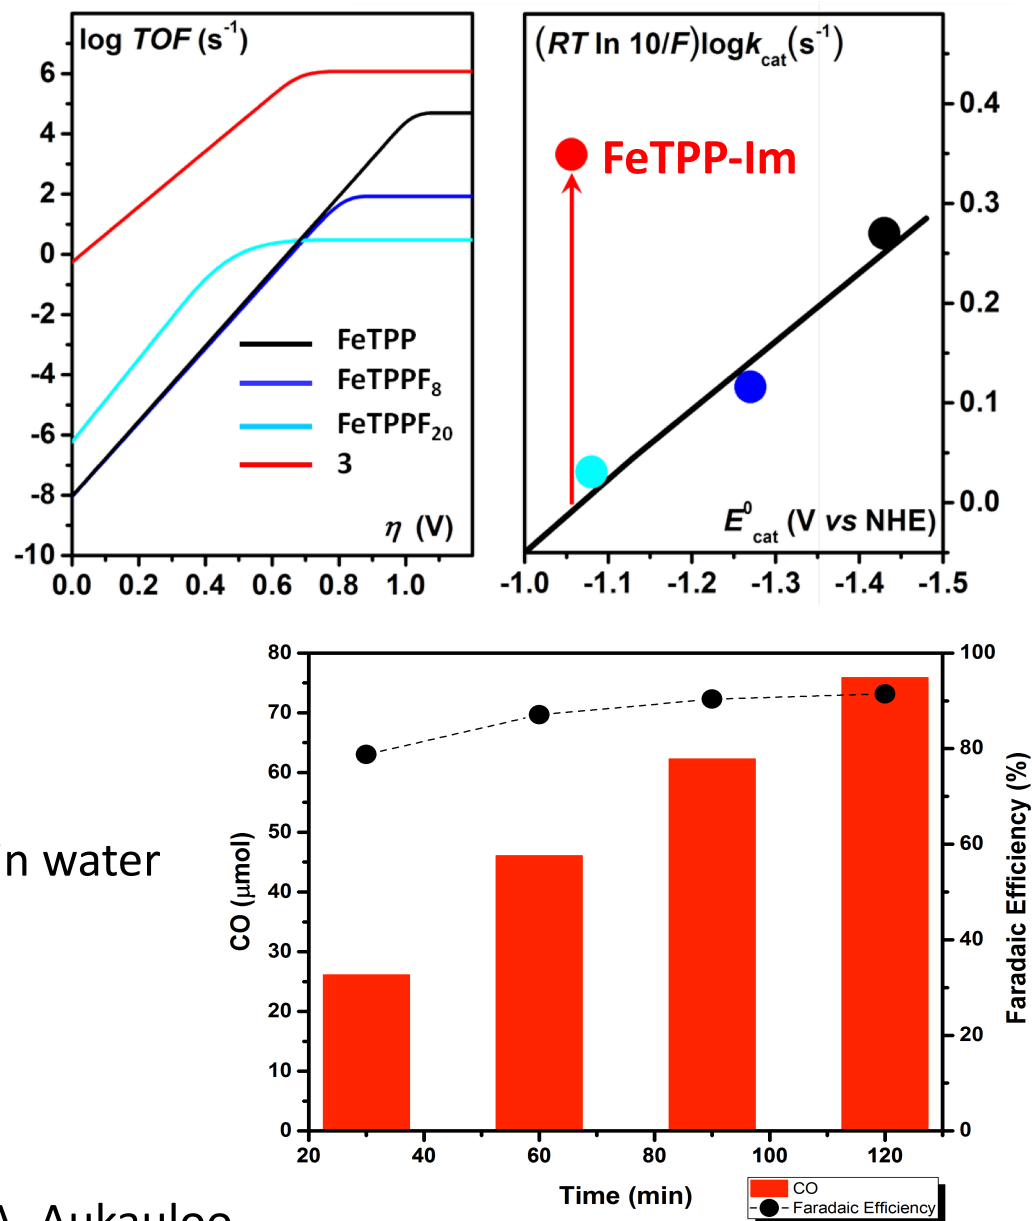 log TOF (s⁻¹)
6
4
2
0
-2
-4
-6
-8
-10
FeTPP
FeTPPF₈
FeTPPF₂₀
3
η (V)
0.0 0.2 0.4 0.6 0.8 1.0
(RT ln 10/F)logk_cat(s⁻¹)
FeTPP-Im
0.4
0.3
0.2
0.1
0.0
E⁰_cat (V vs NHE)
-1.0 -1.1 -1.2 -1.3 -1.4 -1.5
n water
80
70
60
50
40
30
20
10
0
CO (μmol)
100
80
60
40
20
0
Faradaic Efficiency (%)
20 40 60 80 100 120
Time (min)
CO
Faradaic Efficiency